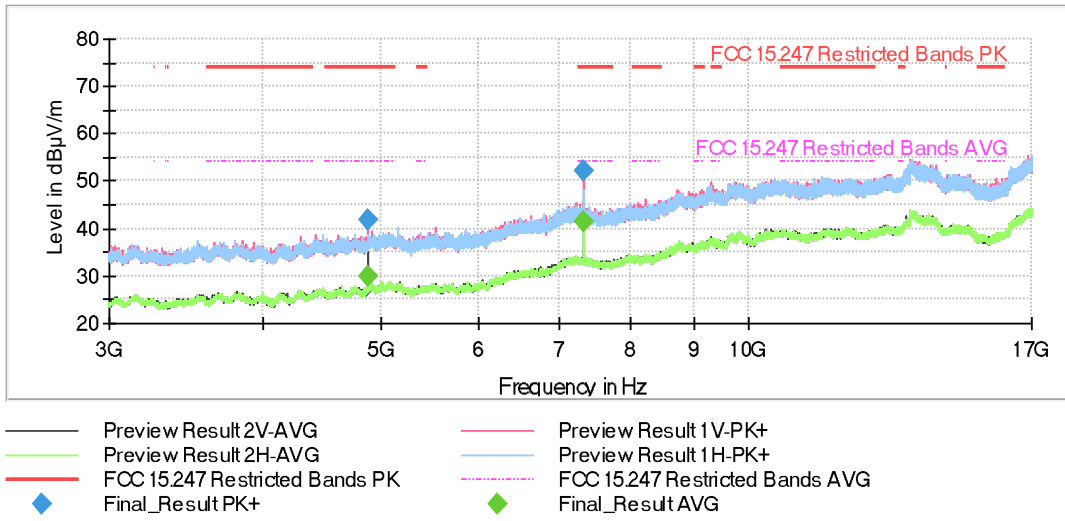 80
FCC 15.247 Restricted Bands PK
70
60
FCC 15.247 Restricted Bands AVG
50
40
30
20
Level in dBµV/m
3G
5G
6
7
8
9
10G
17G
Frequency in Hz
Preview Result 2V-AVG
Preview Result 1V-PK+
Preview Result 2H-AVG
Preview Result 1H-PK+
FCC 15.247 Restricted Bands PK
FCC 15.247 Restricted Bands AVG
Final_Result PK+
Final_Result AVG